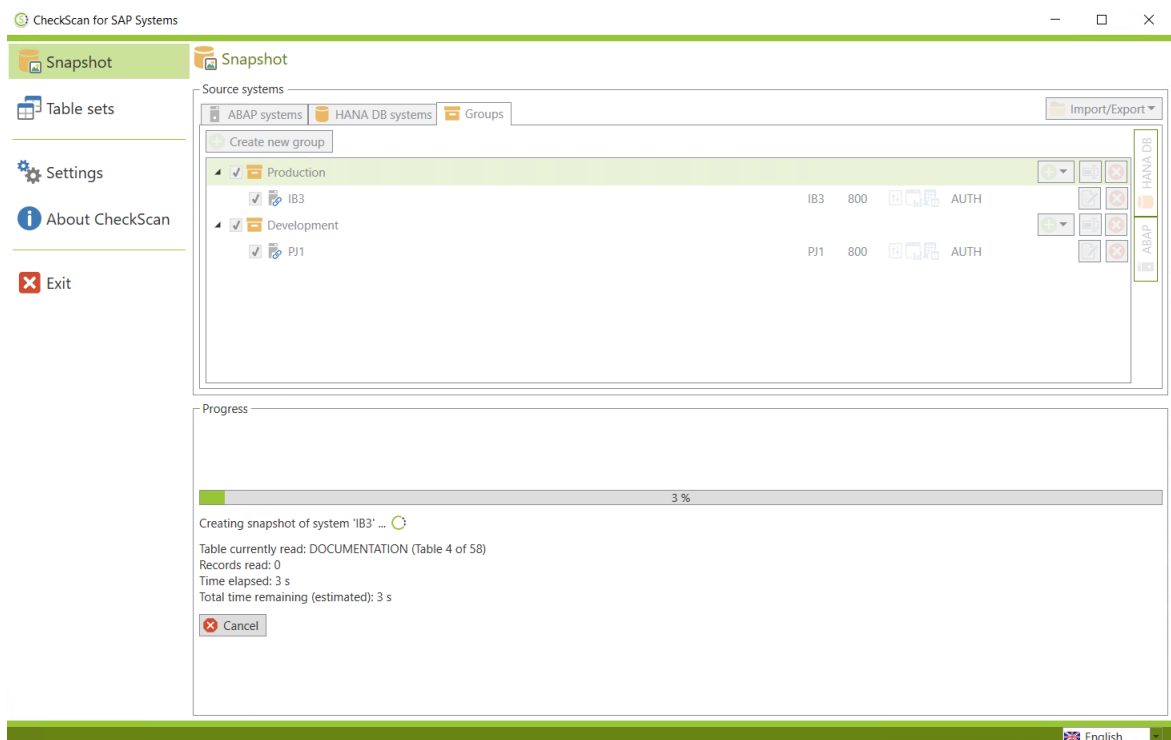 CheckScan for SAP Systems
Snapshot
Table sets
Settings
About CheckScan
Exit
Snapshot
Source systems
ABAP systems HANA DB systems Groups Import/Export
Create new group
Production
IB3 IB3 800 AUTH
Development
PJ1 PJ1 800 AUTH
HANA DB
ABAP
Progress
3 %
Creating snapshot of system 'IB3' ...
Table currently read: DOCUMENTATION (Table 4 of 58)
Records read: 0
Time elapsed: 3 s
Total time remaining (estimated): 3 s
Cancel
English